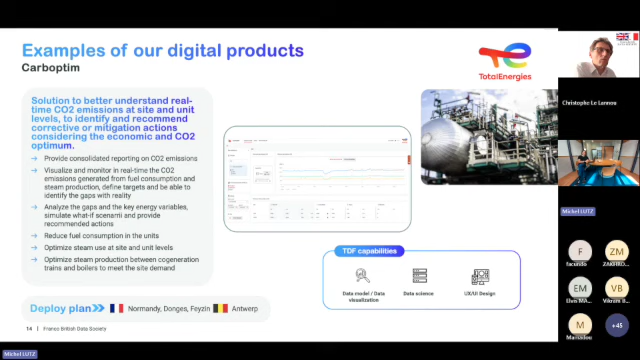 Examples of our digital products
Carboptim
TotalEnergies
Solution to better understand real-
time CO2 emissions at site and unit
levels, to identify and recommend
corrective or mitigation actions
considering the economic and CO2
optimum.
→ Provide consolidated reporting on CO2 emissions
→ Visualize and monitor in real-time the CO2
emissions generated from fuel consumption and
steam production, define targets and be able to
identify the gaps with reality
→ Analyze the gaps and the key energy variables,
simulate what-if scenarii and provide
recommended actions
→ Reduce fuel consumption in the units
→ Optimize steam use at site and unit levels
→ Optimize steam production between cogeneration
trains and boilers to meet the site demand
TDF capabilities
Data model / Data
visualization
Data science
UX/UI Design
Deploy plan
Normandy, Donges, Feyzin
Antwerp
14 | Franco British Data Society
Michel LUTZ
Christophe Le Lannou
Michel LUTZ
F
facundo
ZM
EM
VB
M
+45